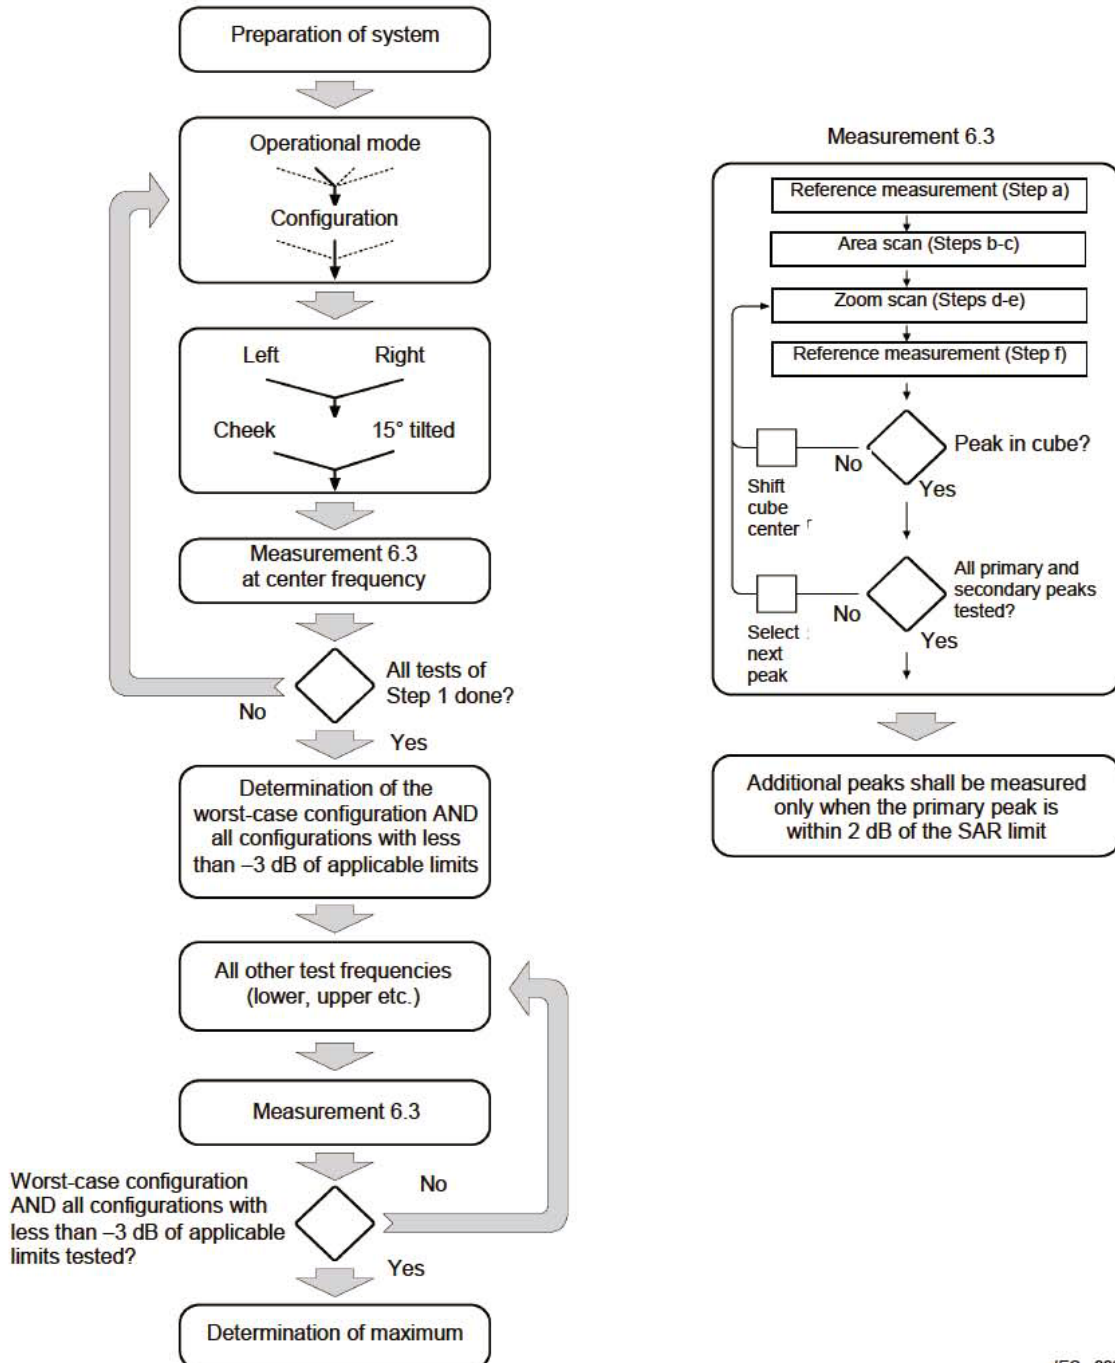 Preparation of system
Operational mode
Configuration
Left Right
Cheek 15° tilted
Measurement 6.3
at center frequency
All tests of
Step 1 done?
No
Yes
Determination of the
worst-case configuration AND
all configurations with less
than –3 dB of applicable limits
All other test frequencies
(lower, upper etc.)
Measurement 6.3
Worst-case configuration
AND all configurations with
less than –3 dB of applicable
limits tested?
No
Yes
Determination of maximum
Measurement 6.3
Reference measurement (Step a)
Area scan (Steps b-c)
Zoom scan (Steps d-e)
Reference measurement (Step f)
Peak in cube?
No
Yes
Shift
cube
center
All primary and
secondary peaks
tested?
No
Yes
Select
next
peak
Additional peaks shall be measured
only when the primary peak is
within 2 dB of the SAR limit